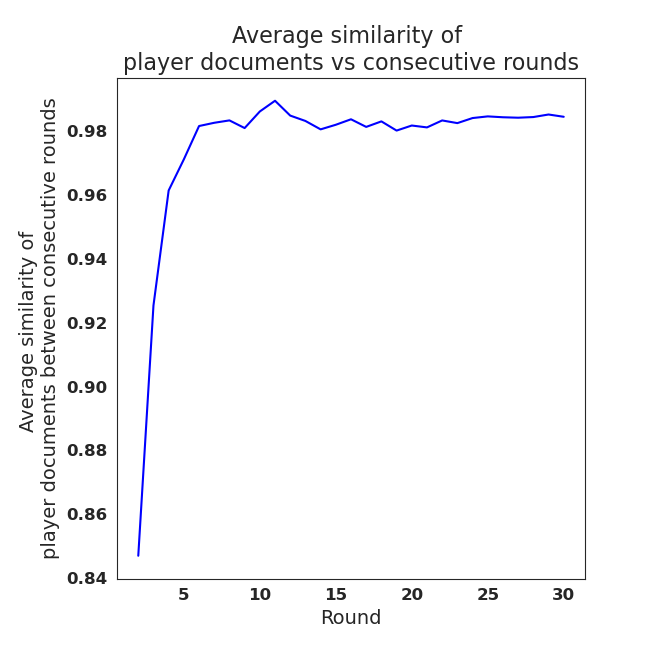 Average similarity of
player documents vs consecutive rounds
Average similarity of
player documents between consecutive rounds
0.98
0.96
0.94
0.92
0.90
0.88
0.86
0.84
5 10 15 20 25 30
Round